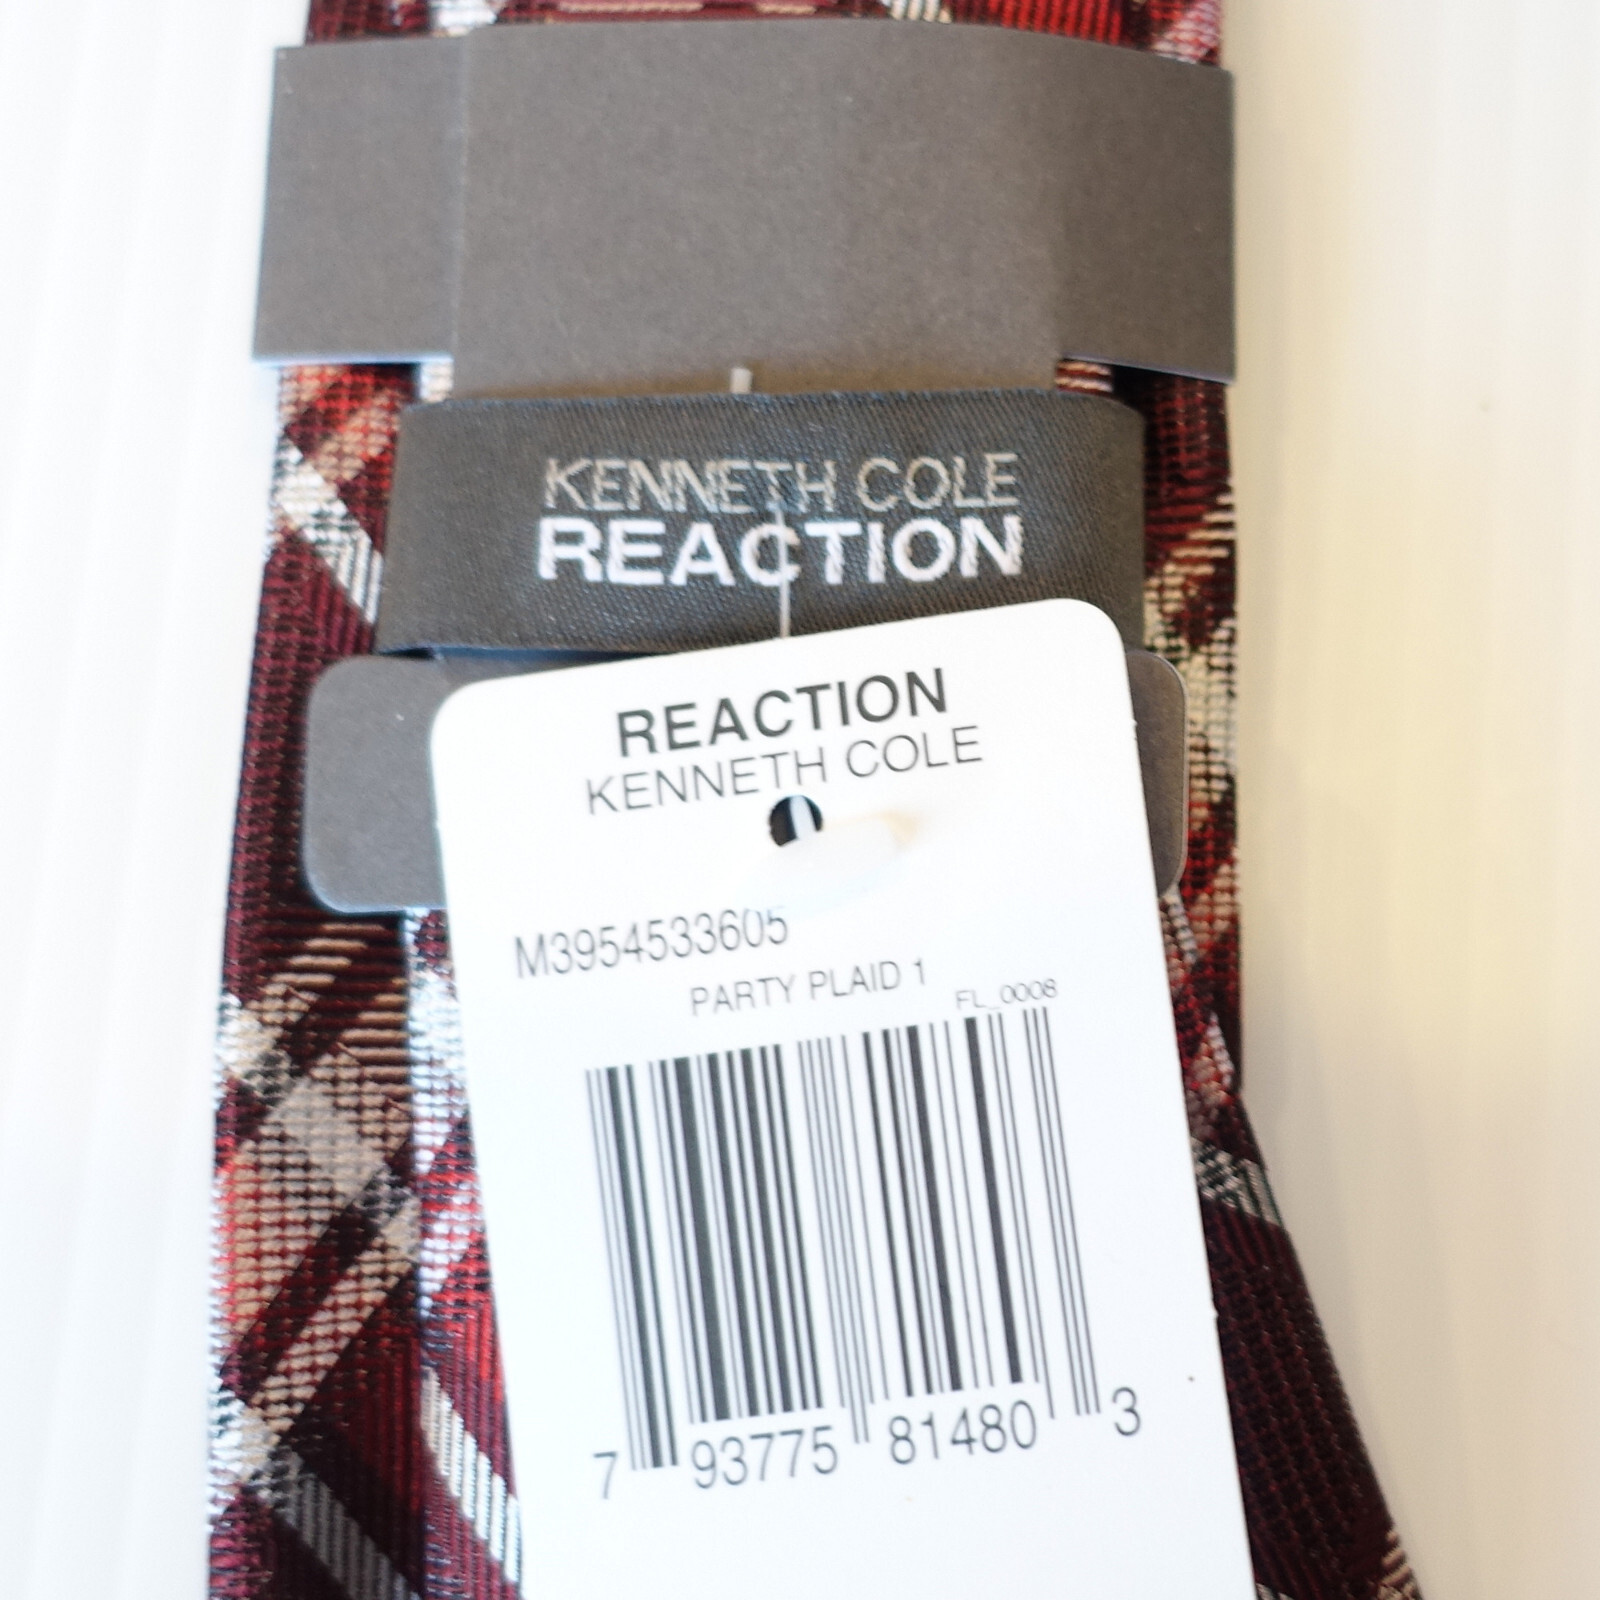 KENNETH COLE
REACTION
REACTION
KENNETH COLE
M3954533605
PARTY PLAID 1
FL_0008
7 93775 81480 3